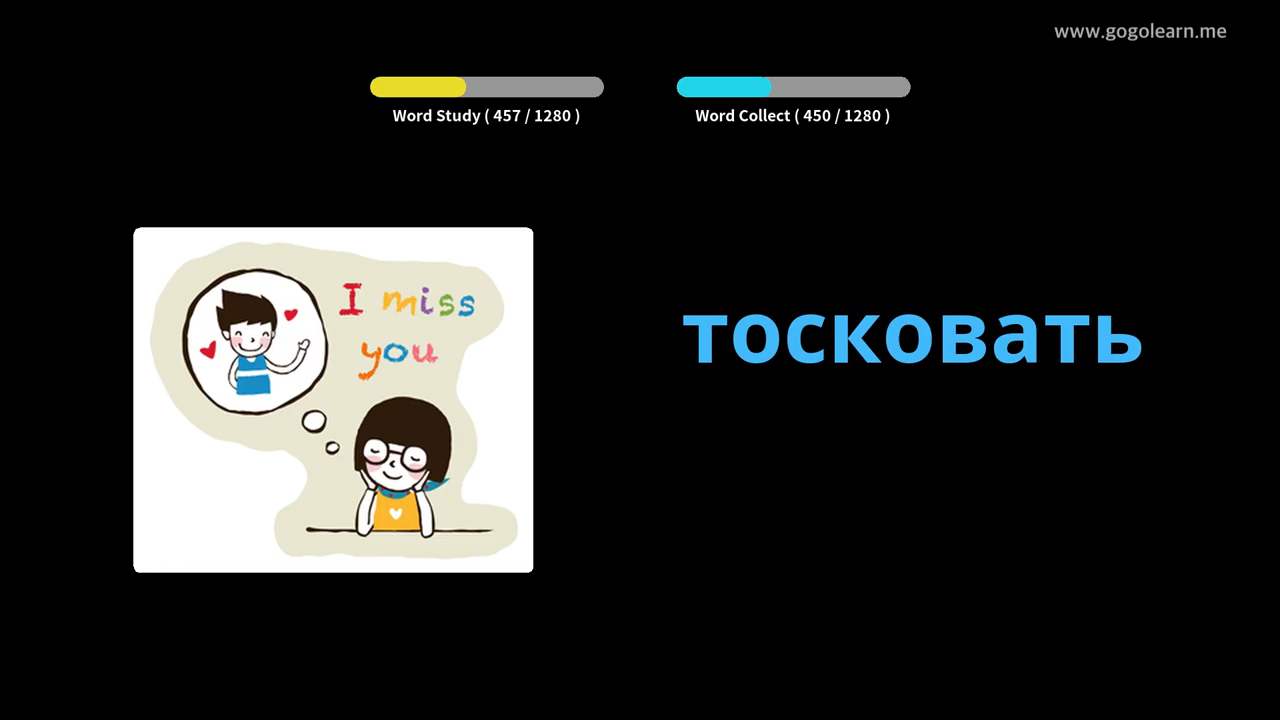 www.gogolearn.me
Word Study ( 457 / 1280 )
Word Collect ( 450 / 1280 )
I miss
you
тосковать